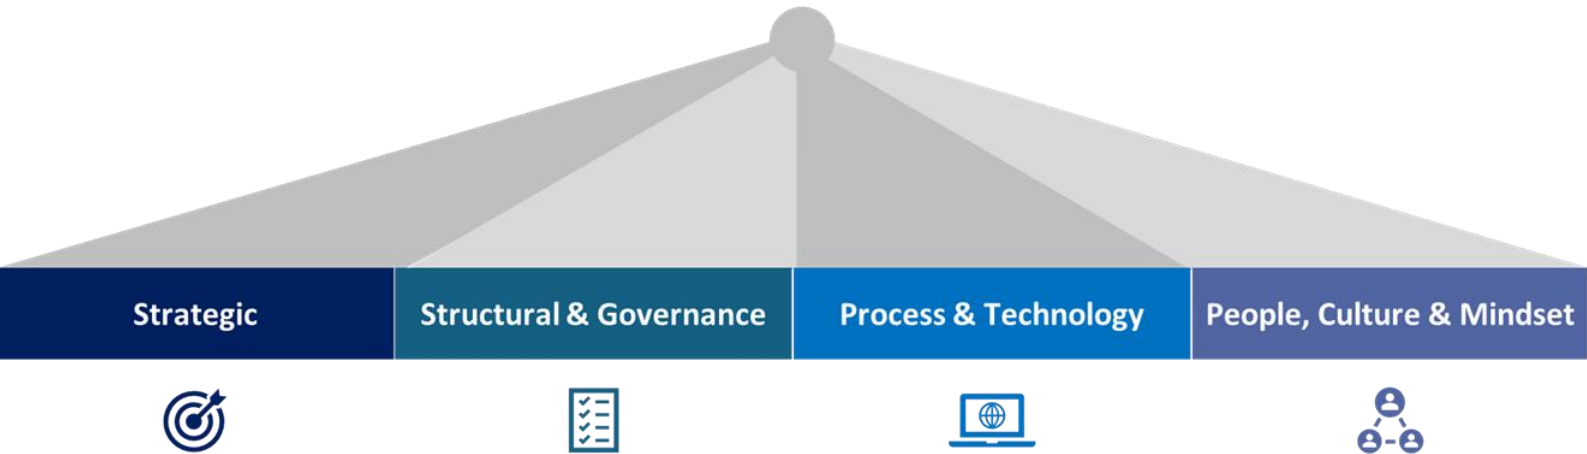 Strategic
Structural & Governance
Process & Technology
People, Culture & Mindset